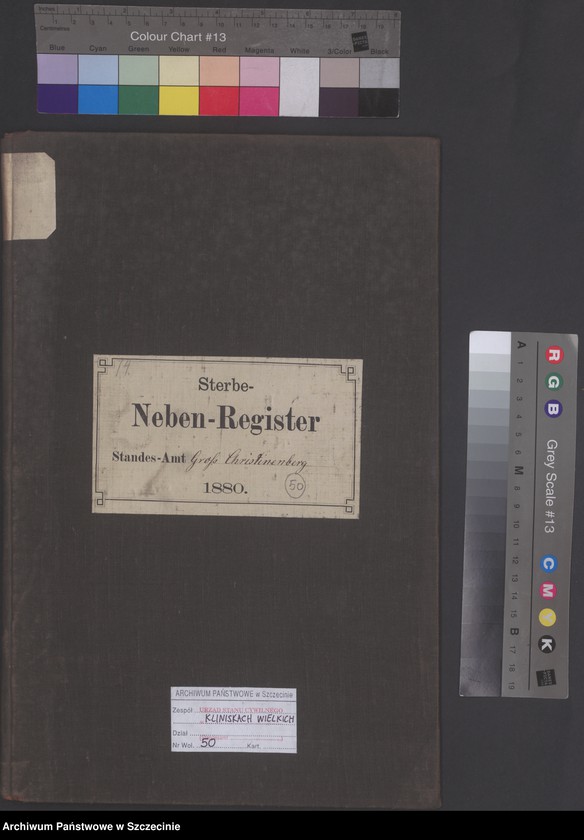 Inches
Centimetres
Colour Chart #13
Blue Cyan Green Yellow Red Magenta White 3/Color Black
Sterbe-
Neben-Register
Standes-Amt Groß Christinenberg
1880. 50
R G B
Grey Scale #13
C M Y K
A 1 2 3 4 5 6 M 8 9 10 11 12 13 14 15 B 17 18 19
ARCHIWUM PAŃSTWOWE w Szczecinie
Zespół URZĄD STANU CYWILNEGO
KLINISKACH WIELKICH
Dział
Nr Wol. 50 Kart
Archiwum Państwowe w Szczecinie